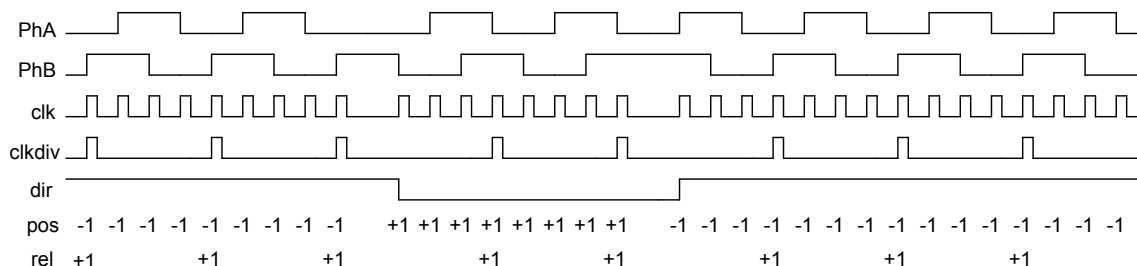 PhA
PhB
clk
clkdiv
dir
pos -1 -1 -1 -1 -1 -1 -1 -1 -1 +1 +1 +1 +1 +1 +1 +1 +1 -1 -1 -1 -1 -1 -1 -1 -1 -1 -1 -1 -1 -1 -1 -1
rel +1 +1 +1 +1 +1 +1 +1 +1